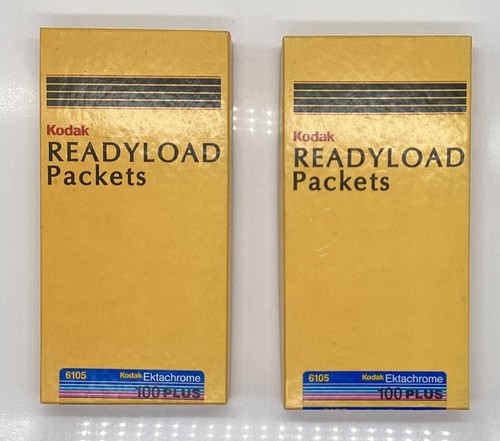 Kodak
READYLOAD
Packets
6105 Kodak Ektachrome
100 PLUS
Kodak
READYLOAD
Packets
6105 Kodak Ektachrome
100 PLUS